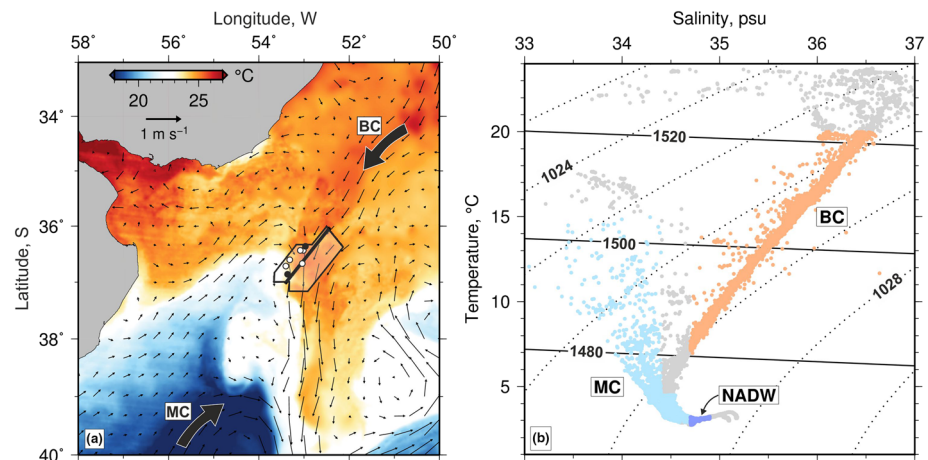 Longitude, W
58° 56° 54° 52° 50°
°C
20 25
1 m s⁻¹
34°
BC
36°
Latitude, S
38°
MC
(a)
40°
Salinity, psu
33 34 35 36 37
20
1520
1024
15
BC
1500
Temperature, °C
10
1028
1480
MC
5
NADW
(b)